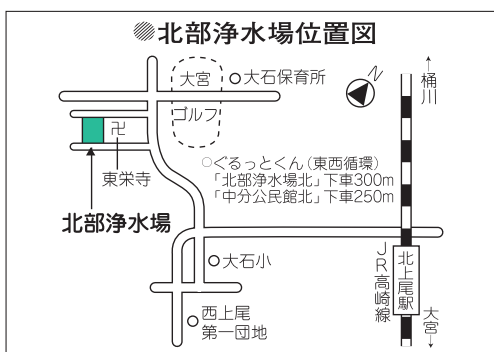 北部浄水場位置図
大宮
ゴルフ
大石保育所
N
↑桶川
卍
東栄寺
○ぐるっとくん(東西循環)
「北部浄水場北」下車300m
「中分公民館北」下車250m
北部浄水場
大石小
JR高崎線
北上尾駅
西上尾
第一団地
大宮↓